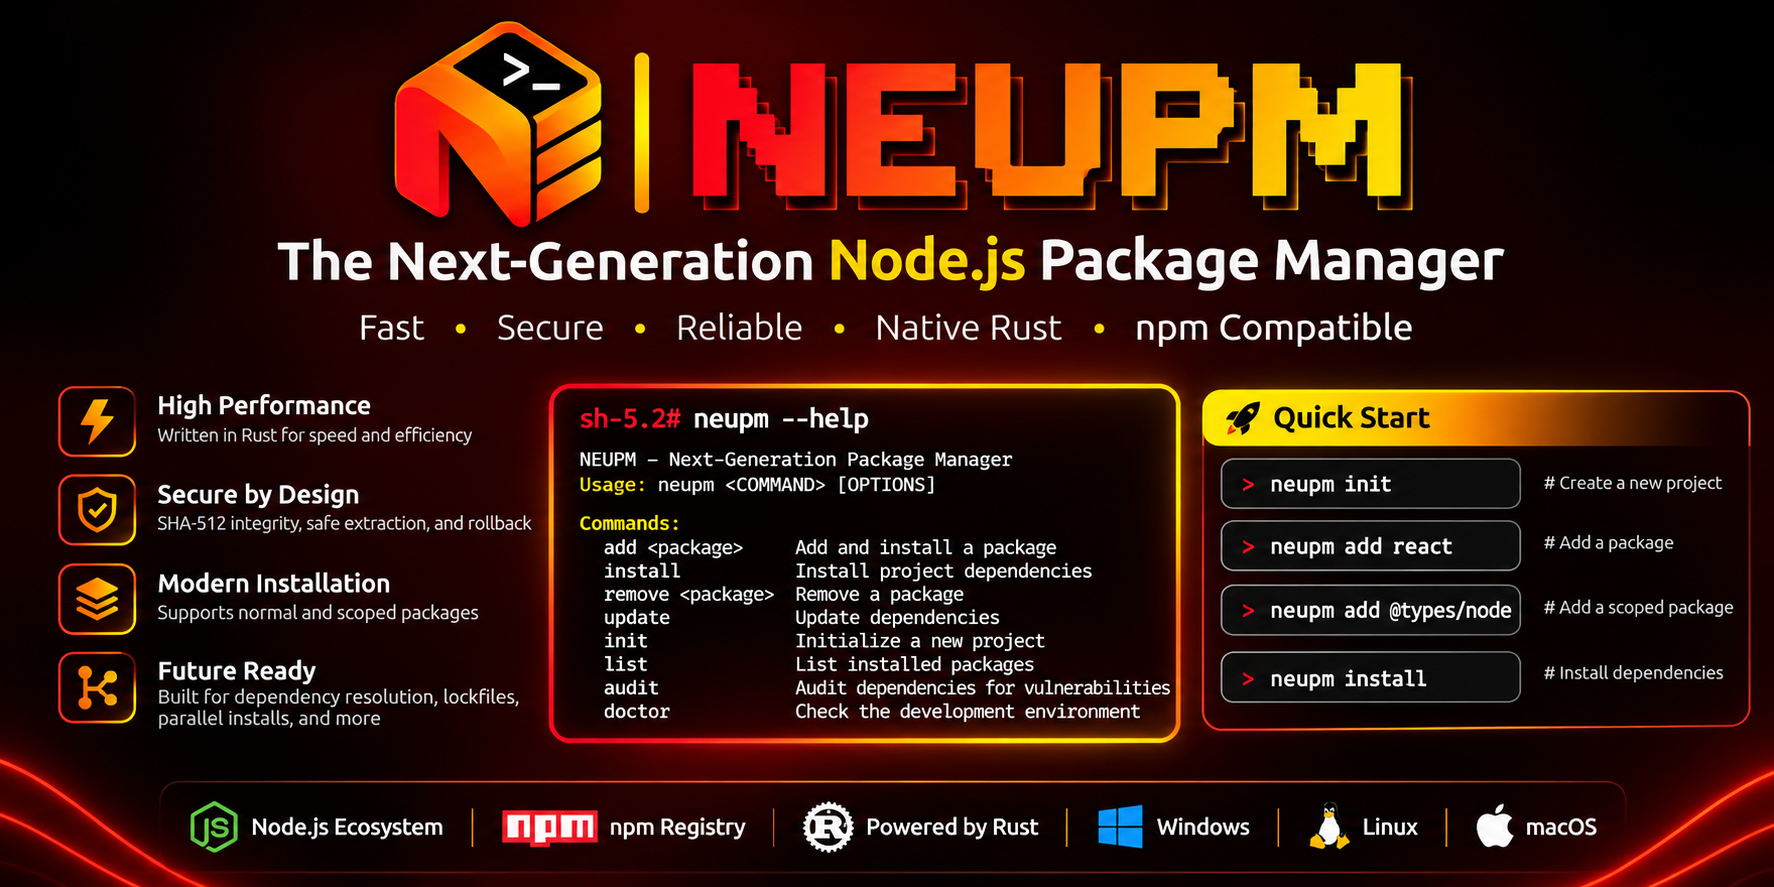 >_
NEUPM
The Next-Generation Node.js Package Manager
Fast • Secure • Reliable • Native Rust • npm Compatible
High Performance
Written in Rust for speed and efficiency
Secure by Design
SHA-512 integrity, safe extraction, and rollback
Modern Installation
Supports normal and scoped packages
Future Ready
Built for dependency resolution, lockfiles,
parallel installs, and more
sh-5.2# neupm --help
NEUPM – Next-Generation Package Manager
Usage: neupm <COMMAND> [OPTIONS]
Commands:
add <package> Add and install a package
install Install project dependencies
remove <package> Remove a package
update Update dependencies
init Initialize a new project
list List installed packages
audit Audit dependencies for vulnerabilities
doctor Check the development environment
Quick Start
> neupm init # Create a new project
> neupm add react # Add a package
> neupm add @types/node # Add a scoped package
> neupm install # Install dependencies
JS Node.js Ecosystem | npm npm Registry | R Powered by Rust | Windows | Linux | macOS